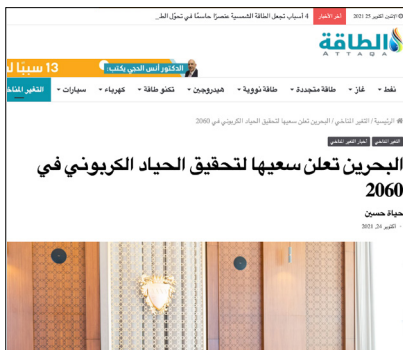 الإثنين, أكتوبر 25 2021 أخر الأخبار 4 أسباب تجعل الطاقة الشمسية عنصرًا حاسمًا في تحوّل الط...
الطاقة
ATTAQA
الدكتور أنس الحجي يكتب:
13 سببًا
نفط غاز طاقة متجددة طاقة نووية هيدروجين تكنو طاقة كهرباء سيارات التغير المناخي
الرئيسية / التغير المناخي / البحرين تعلن سعيها لتحقيق الحياد الكربوني في 2060
التغير المناخي أخبار التغير المناخي
البحرين تعلن سعيها لتحقيق الحياد الكربوني في
2060
حياة حسين
أكتوبر 24, 2021